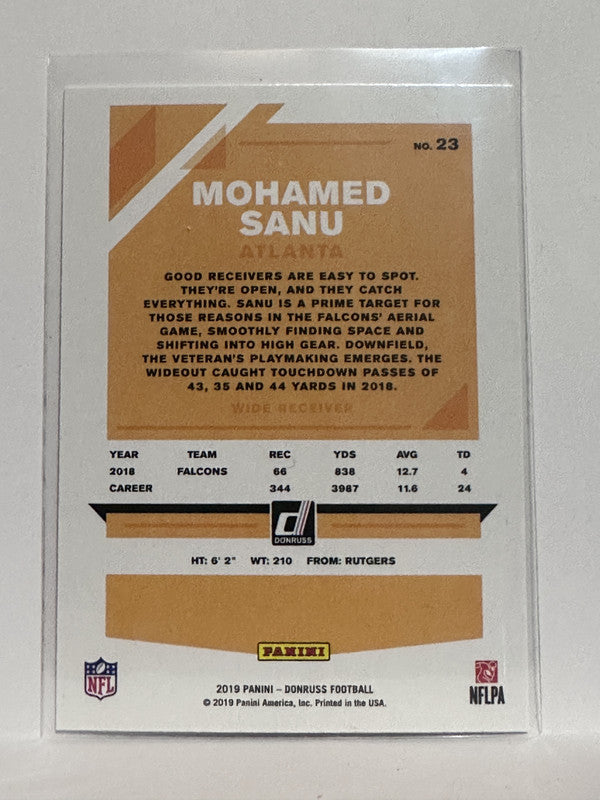 NO. 23
MOHAMED
SANU
ATLANTA
GOOD RECEIVERS ARE EASY TO SPOT.
THEY'RE OPEN, AND THEY CATCH
EVERYTHING. SANU IS A PRIME TARGET FOR
THOSE REASONS IN THE FALCONS' AERIAL
GAME, SMOOTHLY FINDING SPACE AND
SHIFTING INTO HIGH GEAR. DOWNFIELD,
THE VETERAN'S PLAYMAKING EMERGES. THE
WIDEOUT CAUGHT TOUCHDOWN PASSES OF
43, 35 AND 44 YARDS IN 2018.
WIDE RECEIVER
YEAR TEAM REC YDS AVG TD
2018 FALCONS 66 838 12.7 4
CAREER 344 3987 11.6 24
d
DONRUSS
HT: 6' 2" WT: 210 FROM: RUTGERS
PANINI
NFL
NFLPA
2019 PANINI – DONRUSS FOOTBALL
© 2019 Panini America, Inc. Printed in the USA.